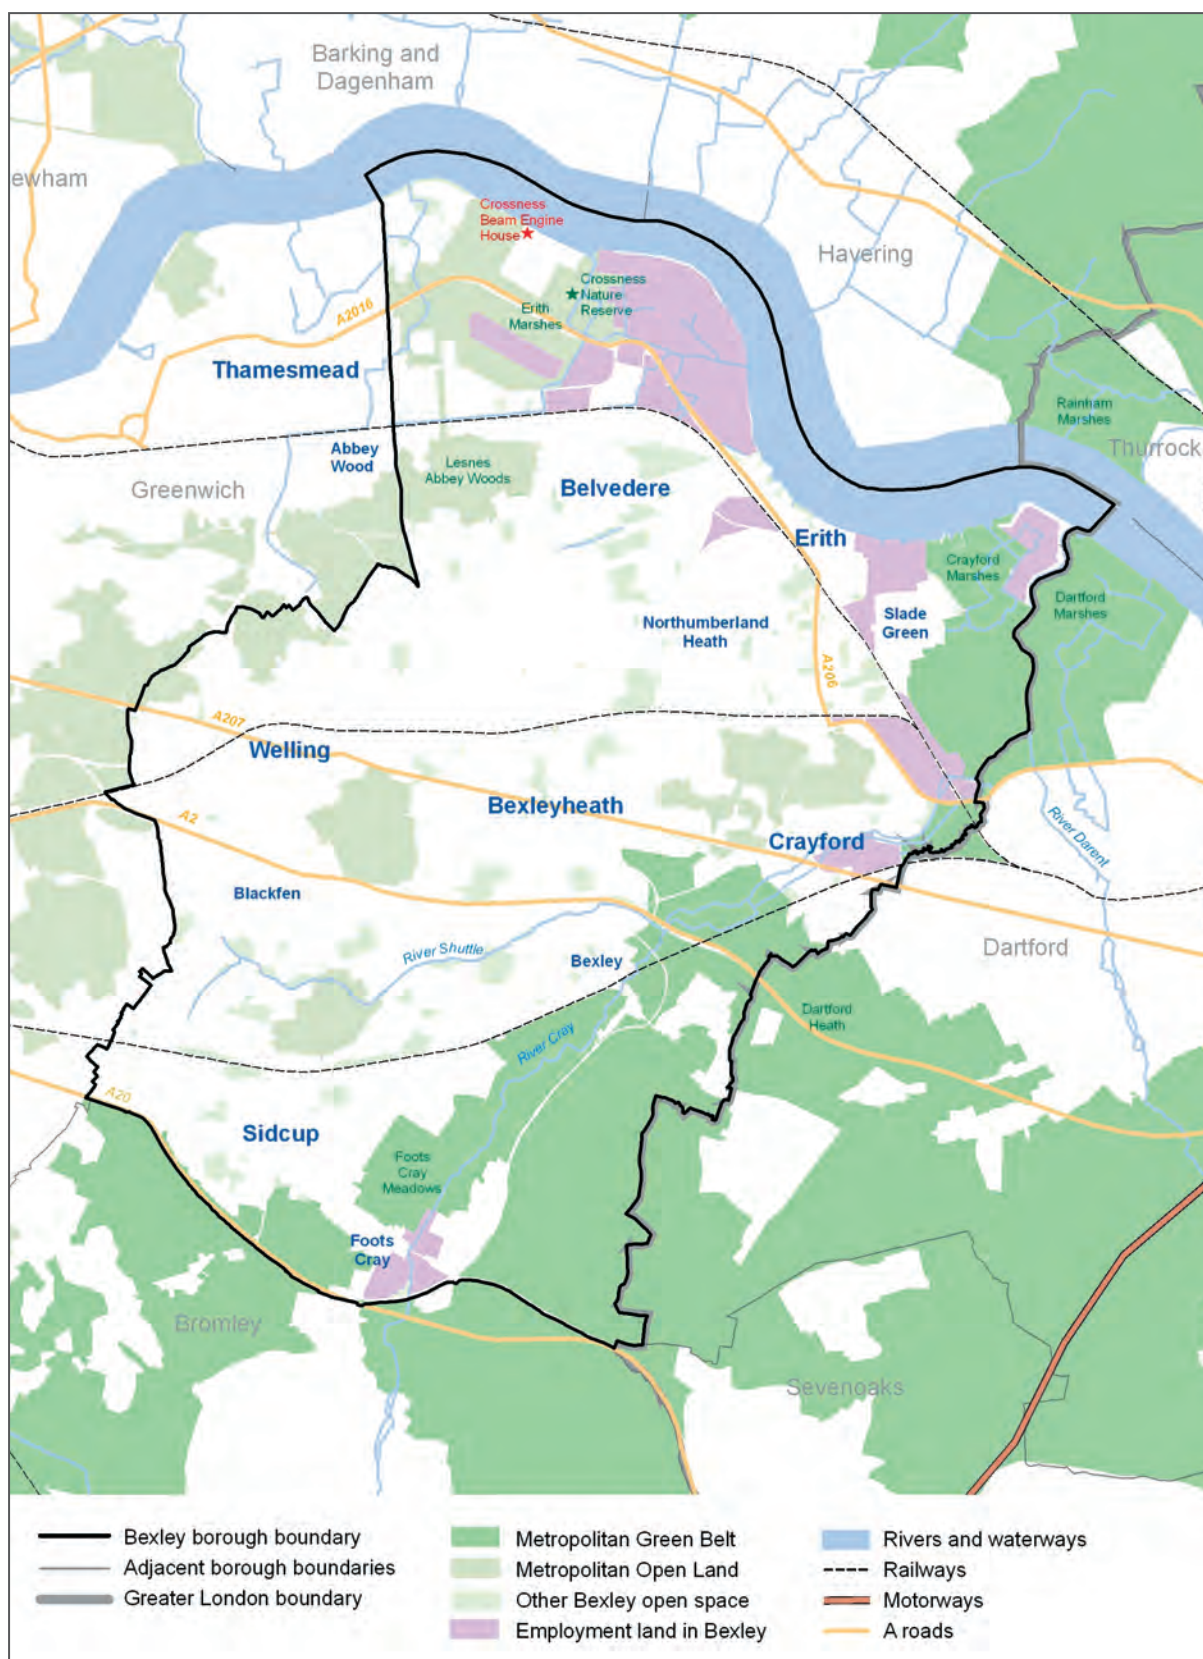 Barking and
Dagenham
ewham
Crossness
Beam Engine
House
Havering
Crossness
Nature
Reserve
Erith
Marshes
A2016
Thamesmead
Rainham
Marshes
Thurrock
Abbey
Wood
Lesnes
Abbey Woods
Greenwich
Belvedere
Erith
Crayford
Marshes
Dartford
Marshes
Northumberland
Heath
Slade
Green
A206
A207
Welling
Bexleyheath
A2
Crayford
River Darent
Blackfen
River Shuttle
Bexley
Dartford
Dartford
Heath
River Cray
A20
Sidcup
Foots
Cray
Meadows
Foots
Cray
Bromley
Sevenoaks
Bexley borough boundary
Adjacent borough boundaries
Greater London boundary
Metropolitan Green Belt
Metropolitan Open Land
Other Bexley open space
Employment land in Bexley
Rivers and waterways
Railways
Motorways
A roads